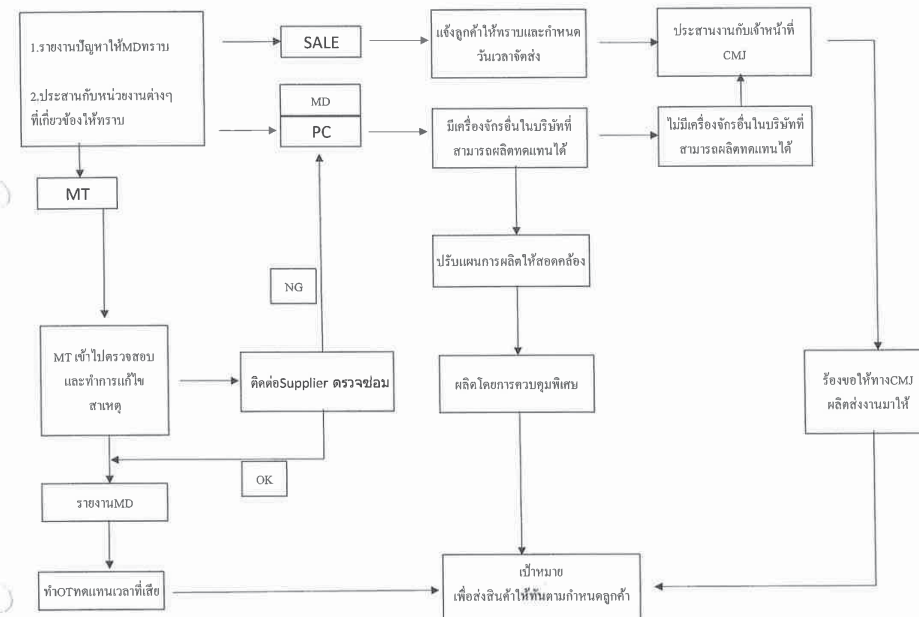 1.รายงานปัญหาให้MDทราบ
2.ประสานกับหน่วยงานต่างๆ
ที่เกี่ยวข้องให้ทราบ
SALE
แจ้งลูกค้าให้ทราบและกำหนด
วันเวลาจัดส่ง
ประสานงานกับเจ้าหน้าที่
CMJ
MD
PC
มีเครื่องจักรอื่นในบริษัทที่
สามารถผลิตทดแทนได้
ไม่มีเครื่องจักรอื่นในบริษัทที่
สามารถผลิตทดแทนได้
MT
ปรับแผนการผลิตให้สอดคล้อง
NG
MT เข้าไปตรวจสอบ
และทำการแก้ไข
สาเหตุ
ติดต่อSupplier ตรวจซ่อม
ผลิตโดยการควบคุมพิเศษ
ร้องขอให้ทางCMJ
ผลิตส่งงานมาให้
OK
รายงานMD
ทำOTทดแทนเวลาที่เสีย
เป้าหมาย
เพื่อส่งสินค้าให้ทันตามกำหนดลูกค้า